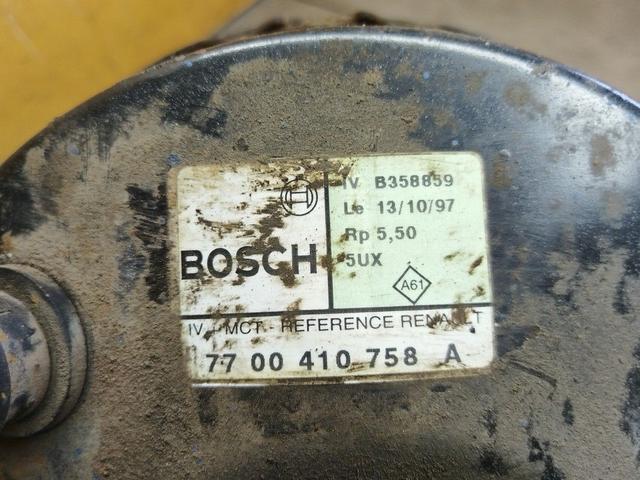 IV B358859
Le 13/10/97
Rp 5,50
BOSCH
5UX
A61
IV - MCT - REFERENCE RENAULT
77 00 410 758 A